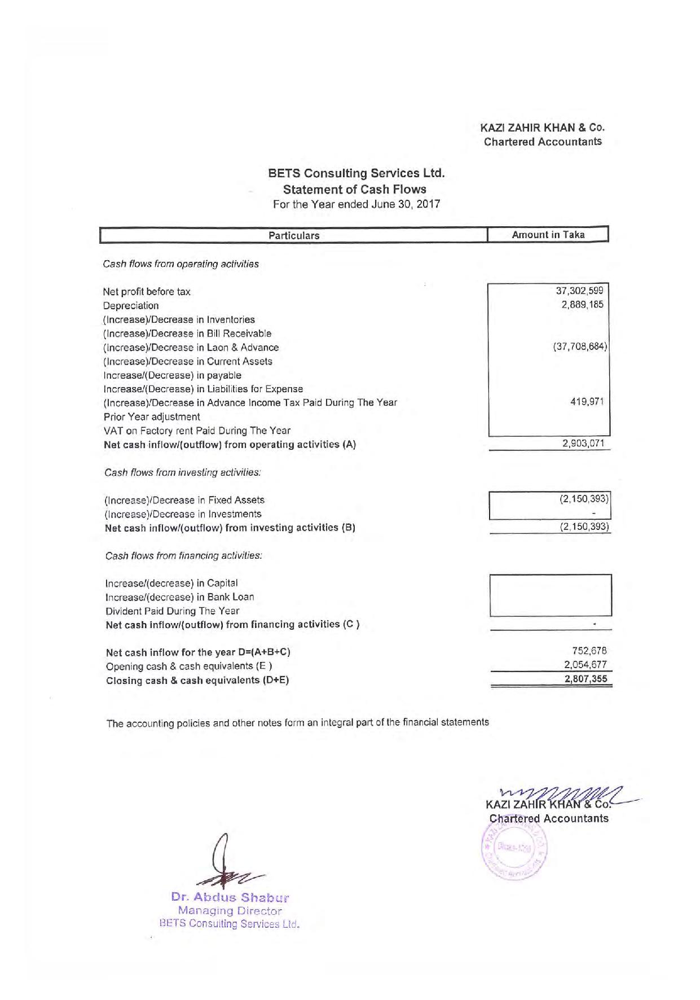 KAZI ZAHIR KHAN & Co.
Chartered Accountants
BETS Consulting Services Ltd.
Statement of Cash Flows
For the Year ended June 30, 2017
Particulars Amount in Taka
Cash flows from operating activities
Net profit before tax 37,302,599
Depreciation 2,889,185
(Increase)/Decrease in Inventories
(Increase)/Decrease in Bill Receivable
(Increase)/Decrease in Laon & Advance (37,708,684)
(Increase)/Decrease in Current Assets
Increase/(Decrease) in payable
Increase/(Decrease) in Liabilities for Expense
(Increase)/Decrease in Advance Income Tax Paid During The Year 419,971
Prior Year adjustment
VAT on Factory rent Paid During The Year
Net cash inflow/(outflow) from operating activities (A) 2,903,071
Cash flows from investing activities:
(Increase)/Decrease in Fixed Assets (2,150,393)
(Increase)/Decrease in Investments -
Net cash inflow/(outflow) from investing activities (B) (2,150,393)
Cash flows from financing activities:
Increase/(decrease) in Capital
Increase/(decrease) in Bank Loan
Divident Paid During The Year
Net cash inflow/(outflow) from financing activities (C ) -
Net cash inflow for the year D=(A+B+C) 752,678
Opening cash & cash equivalents (E ) 2,054,677
Closing cash & cash equivalents (D+E) 2,807,355
The accounting policies and other notes form an integral part of the financial statements
KAZI ZAHIR KHAN & Co.
Chartered Accountants
Dr. Abdus Shabur
Managing Director
BETS Consulting Services Ltd.